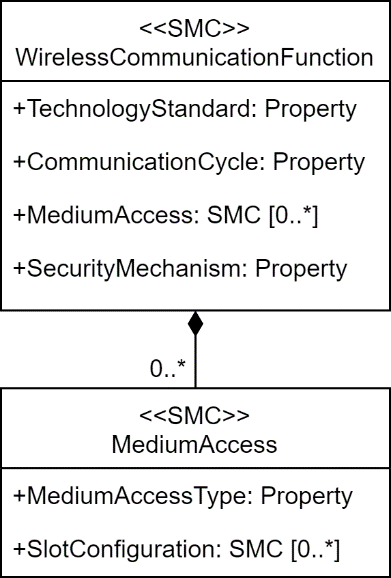 <<SMC>>
WirelessCommunicationFunction
+TechnologyStandard: Property
+CommunicationCycle: Property
+MediumAccess: SMC [0..*]
+SecurityMechanism: Property
0..*
<<SMC>>
MediumAccess
+MediumAccessType: Property
+SlotConfiguration: SMC [0..*]